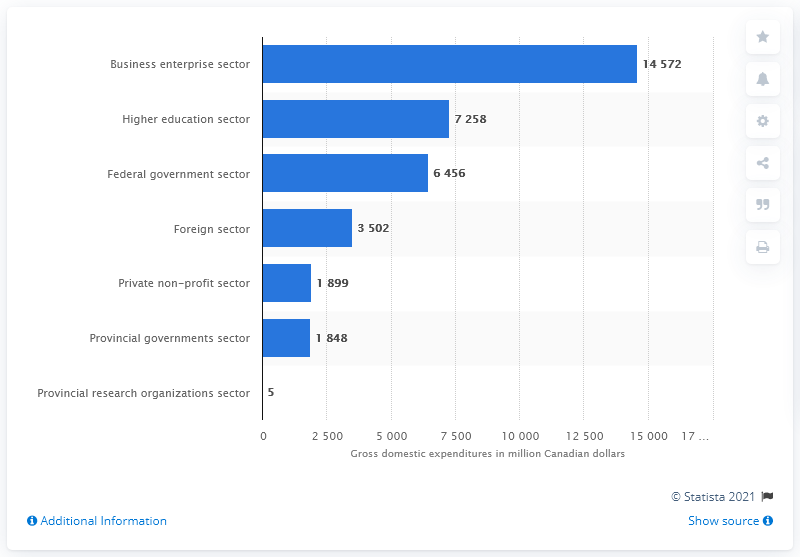 Business enterprise sector 14 572
Higher education sector 7 258
Federal government sector 6 456
Foreign sector 3 502
Private non-profit sector 1 899
Provincial governments sector 1 848
Provincial research organizations sector 5
0 2 500 5 000 7 500 10 000 12 500 15 000 17 ...
Gross domestic expenditures in million Canadian dollars
© Statista 2021
Additional Information Show source